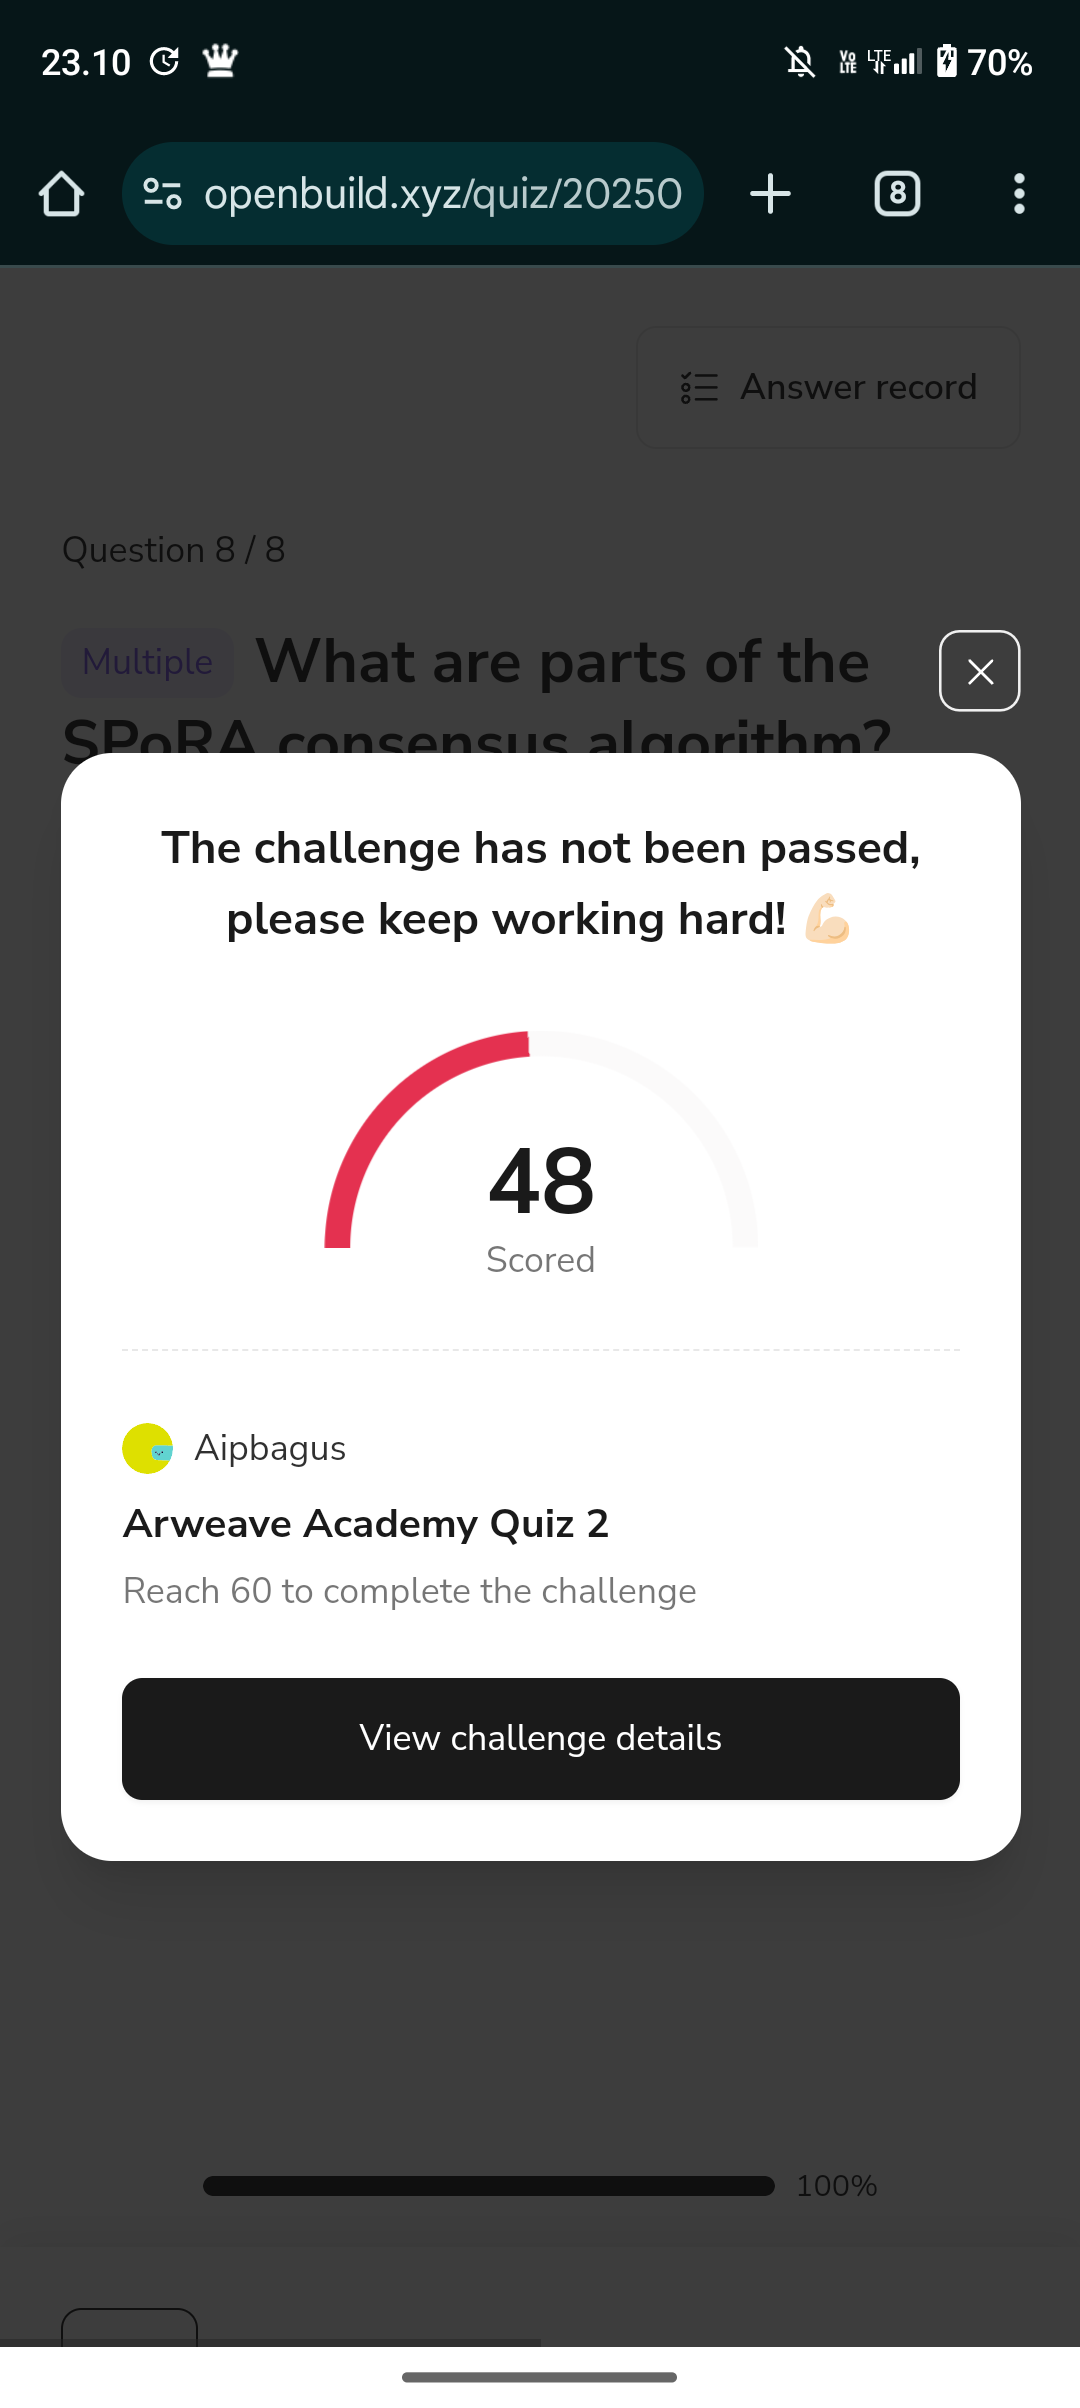 23.10
VoLTE LTE 70%
openbuild.xyz/quiz/20250
8
Answer record
Question 8 / 8
Multiple What are parts of the
SPoRA consensus algorithm?
The challenge has not been passed,
please keep working hard! 💪🏻
48
Scored
Aipbagus
Arweave Academy Quiz 2
Reach 60 to complete the challenge
View challenge details
100%